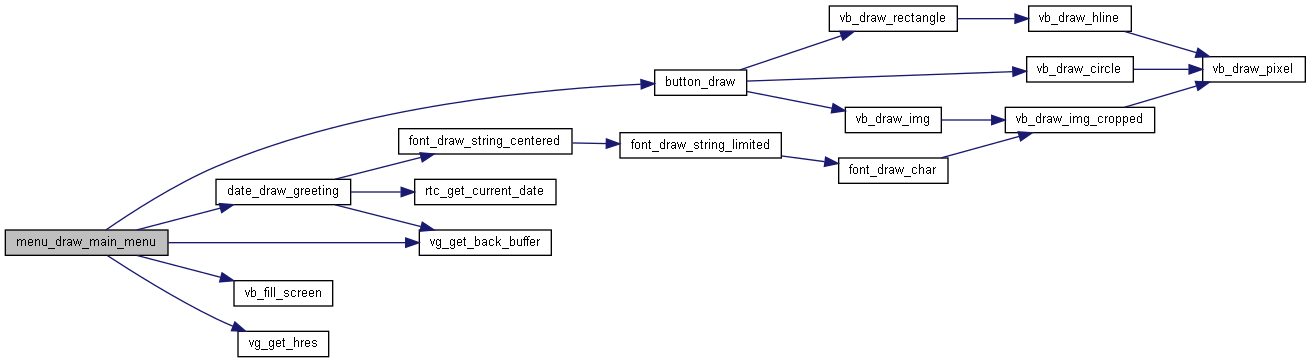 vb_draw_rectangle
vb_draw_hline
vb_draw_circle
vb_draw_pixel
button_draw
vb_draw_img
vb_draw_img_cropped
font_draw_string_centered
font_draw_string_limited
font_draw_char
date_draw_greeting
rtc_get_current_date
menu_draw_main_menu
vg_get_back_buffer
vb_fill_screen
vg_get_hres